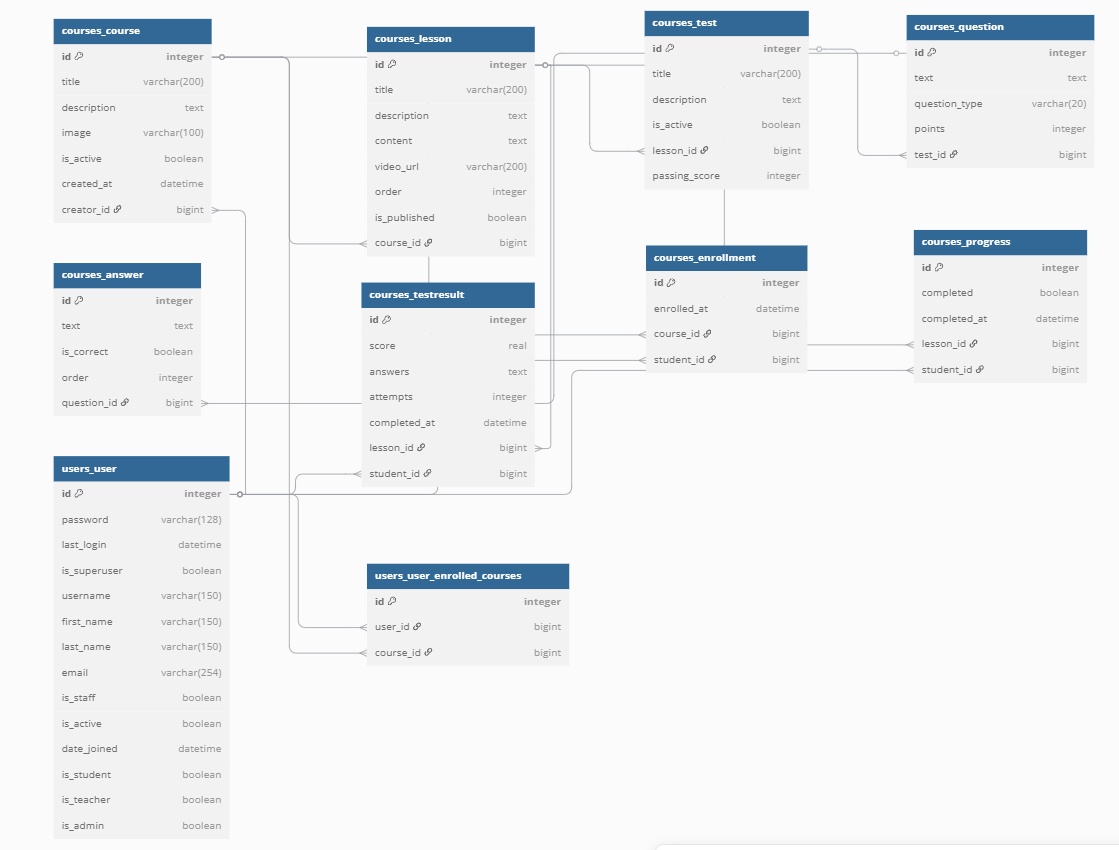 courses_course
id integer
title varchar(200)
description text
image varchar(100)
is_active boolean
created_at datetime
creator_id bigint
courses_lesson
id integer
title varchar(200)
description text
content text
video_url varchar(200)
order integer
is_published boolean
course_id bigint
courses_test
id integer
title varchar(200)
description text
is_active boolean
lesson_id bigint
passing_score integer
courses_question
id integer
text text
question_type varchar(20)
points integer
test_id bigint
courses_answer
id integer
text text
is_correct boolean
order integer
question_id bigint
courses_testresult
id integer
score real
answers text
attempts integer
completed_at datetime
lesson_id bigint
student_id bigint
courses_enrollment
id integer
enrolled_at datetime
course_id bigint
student_id bigint
courses_progress
id integer
completed boolean
completed_at datetime
lesson_id bigint
student_id bigint
users_user
id integer
password varchar(128)
last_login datetime
is_superuser boolean
username varchar(150)
first_name varchar(150)
last_name varchar(150)
email varchar(254)
is_staff boolean
is_active boolean
date_joined datetime
is_student boolean
is_teacher boolean
is_admin boolean
users_user_enrolled_courses
id integer
user_id bigint
course_id bigint